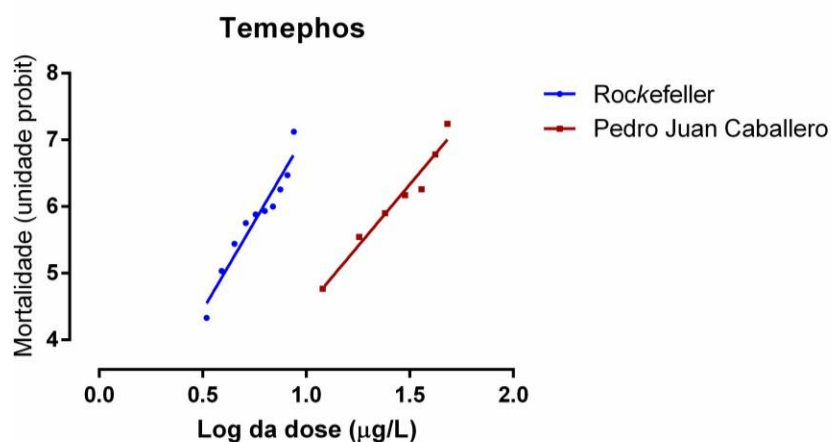 Temephos
Mortalidade (unidade probit)
8
7
6
5
4
0.0 0.5 1.0 1.5 2.0
Log da dose (µg/L)
Rockefeller
Pedro Juan Caballero